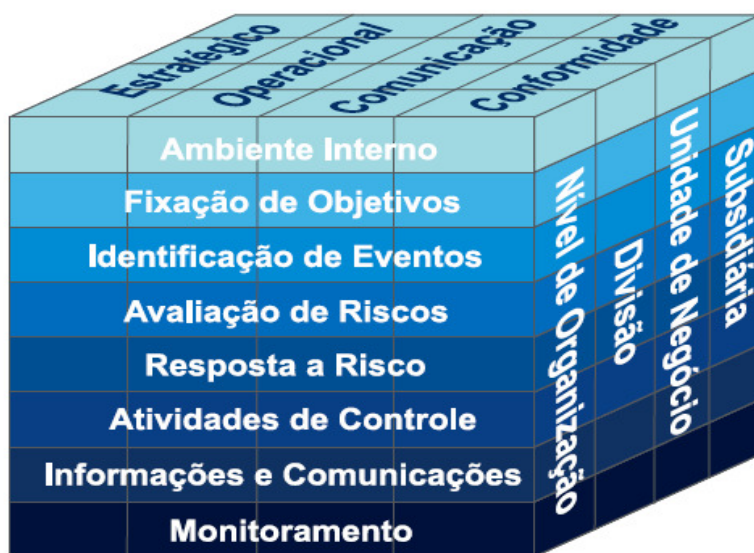 Estratégico
Operacional
Comunicação
Conformidade
Ambiente Interno
Fixação de Objetivos
Identificação de Eventos
Avaliação de Riscos
Resposta a Risco
Atividades de Controle
Informações e Comunicações
Monitoramento
Nível de Organização
Divisão
Unidade de Negócio
Subsidiária